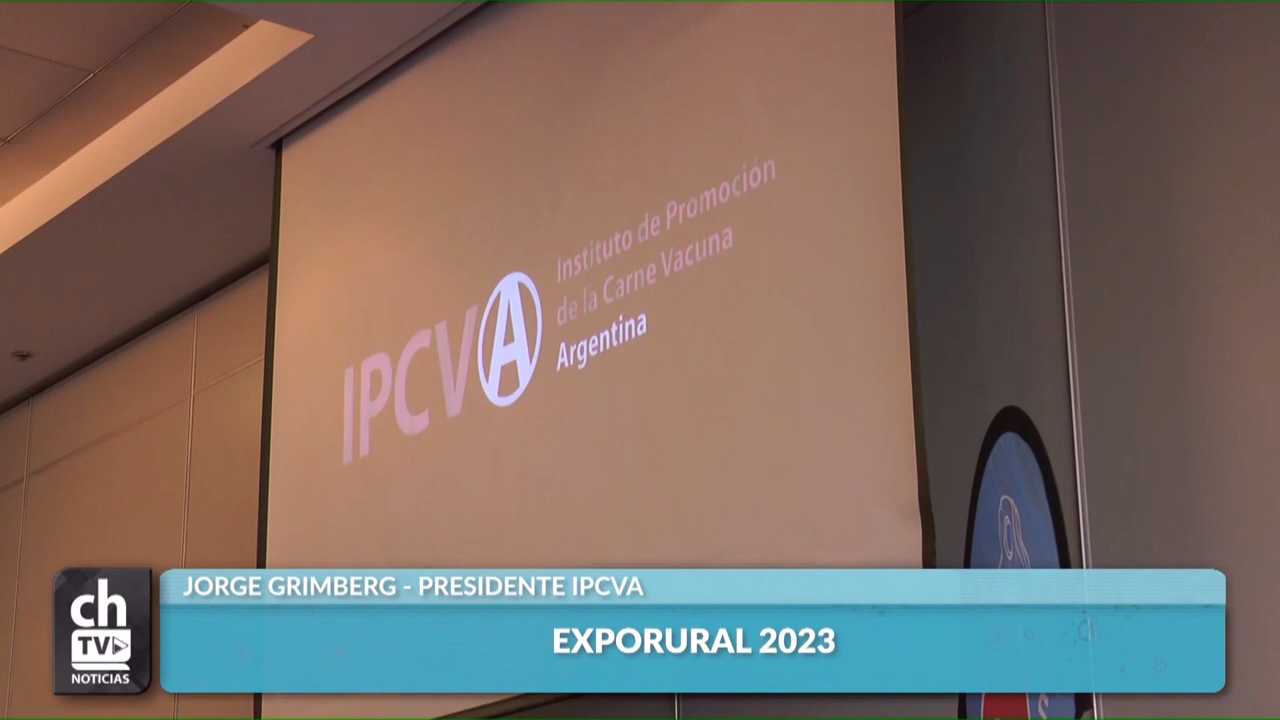 IPCVA
Instituto de Promoción
de la Carne Vacuna
Argentina
JORGE GRIMBERG - PRESIDENTE IPCVA
EXPORURAL 2023
ch
TV
NOTICIAS